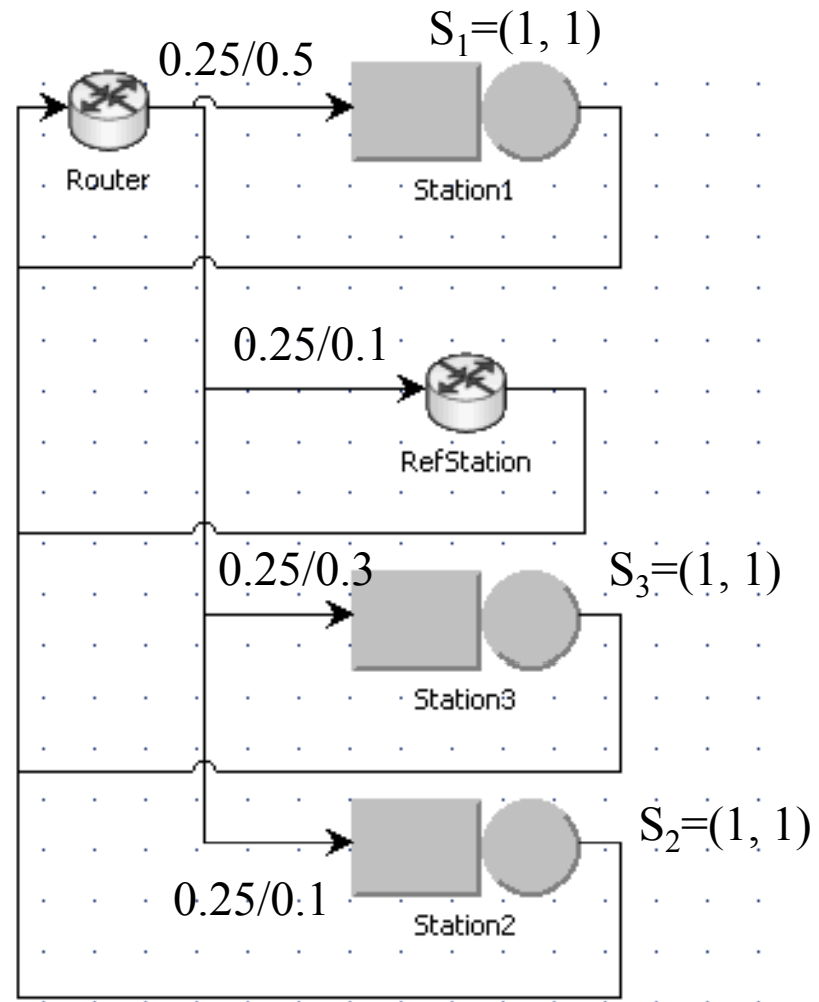 S₁=(1, 1)
0.25/0.5
Router
Station1
0.25/0.1
RefStation
0.25/0.3
S₃=(1, 1)
Station3
S₂=(1, 1)
0.25/0.1
Station2